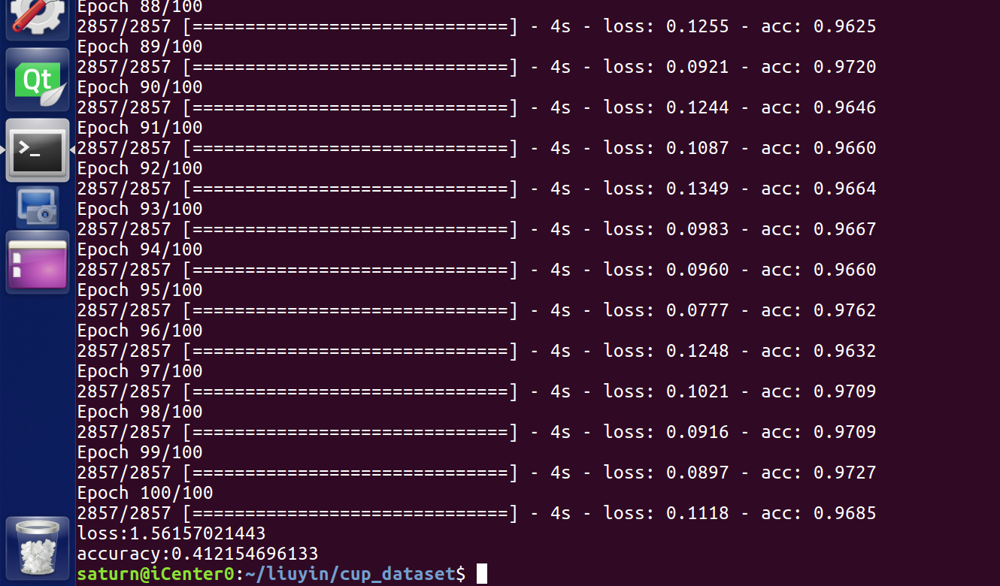 Epoch 88/100
2857/2857 [==============================] - 4s - loss: 0.1255 - acc: 0.9625
Epoch 89/100
2857/2857 [==============================] - 4s - loss: 0.0921 - acc: 0.9720
Epoch 90/100
2857/2857 [==============================] - 4s - loss: 0.1244 - acc: 0.9646
Epoch 91/100
2857/2857 [==============================] - 4s - loss: 0.1087 - acc: 0.9660
Epoch 92/100
2857/2857 [==============================] - 4s - loss: 0.1349 - acc: 0.9664
Epoch 93/100
2857/2857 [==============================] - 4s - loss: 0.0983 - acc: 0.9667
Epoch 94/100
2857/2857 [==============================] - 4s - loss: 0.0960 - acc: 0.9660
Epoch 95/100
2857/2857 [==============================] - 4s - loss: 0.0777 - acc: 0.9762
Epoch 96/100
2857/2857 [==============================] - 4s - loss: 0.1248 - acc: 0.9632
Epoch 97/100
2857/2857 [==============================] - 4s - loss: 0.1021 - acc: 0.9709
Epoch 98/100
2857/2857 [==============================] - 4s - loss: 0.0916 - acc: 0.9709
Epoch 99/100
2857/2857 [==============================] - 4s - loss: 0.0897 - acc: 0.9727
Epoch 100/100
2857/2857 [==============================] - 4s - loss: 0.1118 - acc: 0.9685
loss:1.56157021443
accuracy:0.412154696133
saturn@iCenter0:~/liuyin/cup_dataset$
Qt
>_